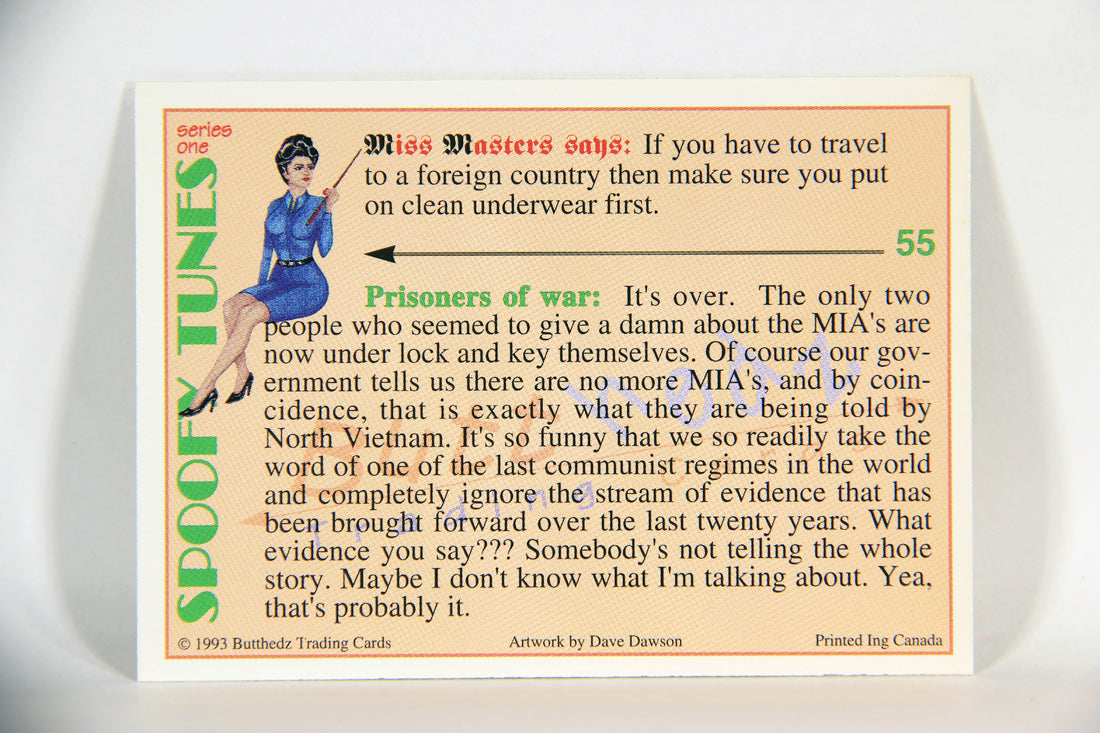 series
one
SPOOFY TUNES
Miss Masters says: If you have to travel
to a foreign country then make sure you put
on clean underwear first.
55
Prisoners of war: It's over. The only two
people who seemed to give a damn about the MIA's are
now under lock and key themselves. Of course our gov-
ernment tells us there are no more MIA's, and by coin-
cidence, that is exactly what they are being told by
North Vietnam. It's so funny that we so readily take the
word of one of the last communist regimes in the world
and completely ignore the stream of evidence that has
been brought forward over the last twenty years. What
evidence you say??? Somebody's not telling the whole
story. Maybe I don't know what I'm talking about. Yea,
that's probably it.
Butt Hedz
Trading Cards
© 1993 Butthedz Trading Cards
Artwork by Dave Dawson
Printed Ing Canada